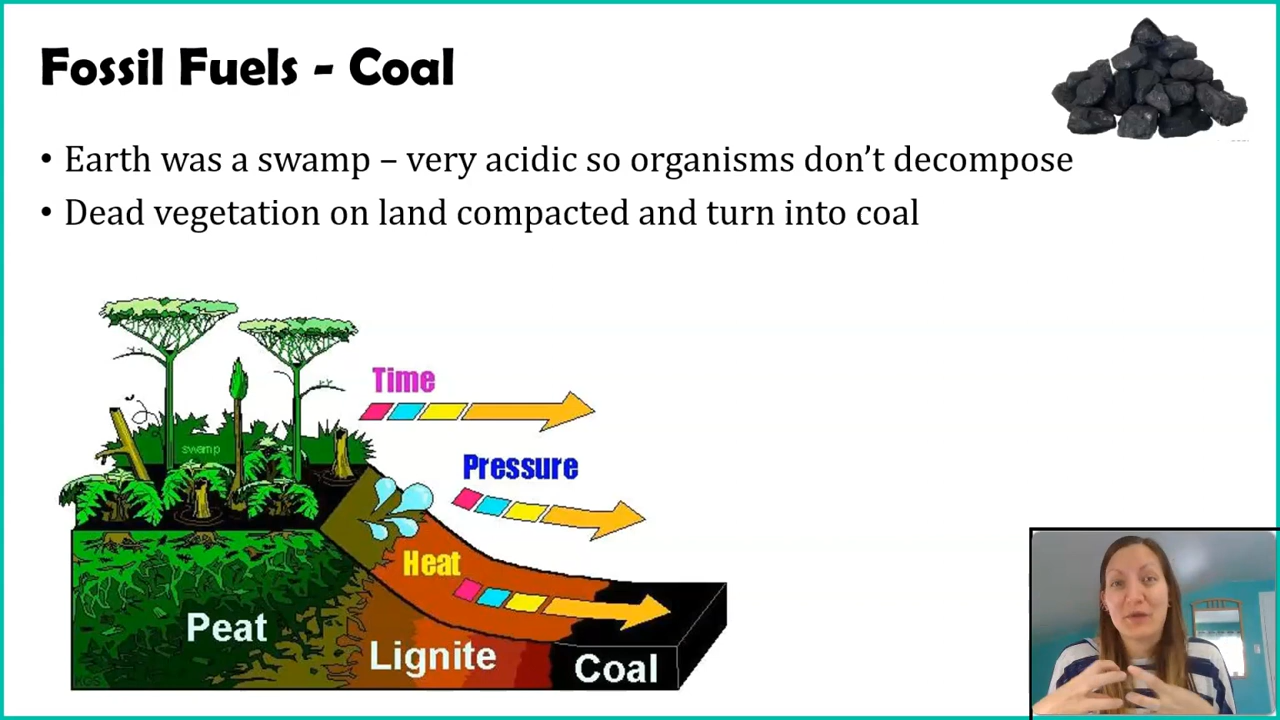 Fossil Fuels - Coal
• Earth was a swamp – very acidic so organisms don’t decompose
• Dead vegetation on land compacted and turn into coal
Time
swamp
Pressure
Heat
Peat
Lignite
Coal